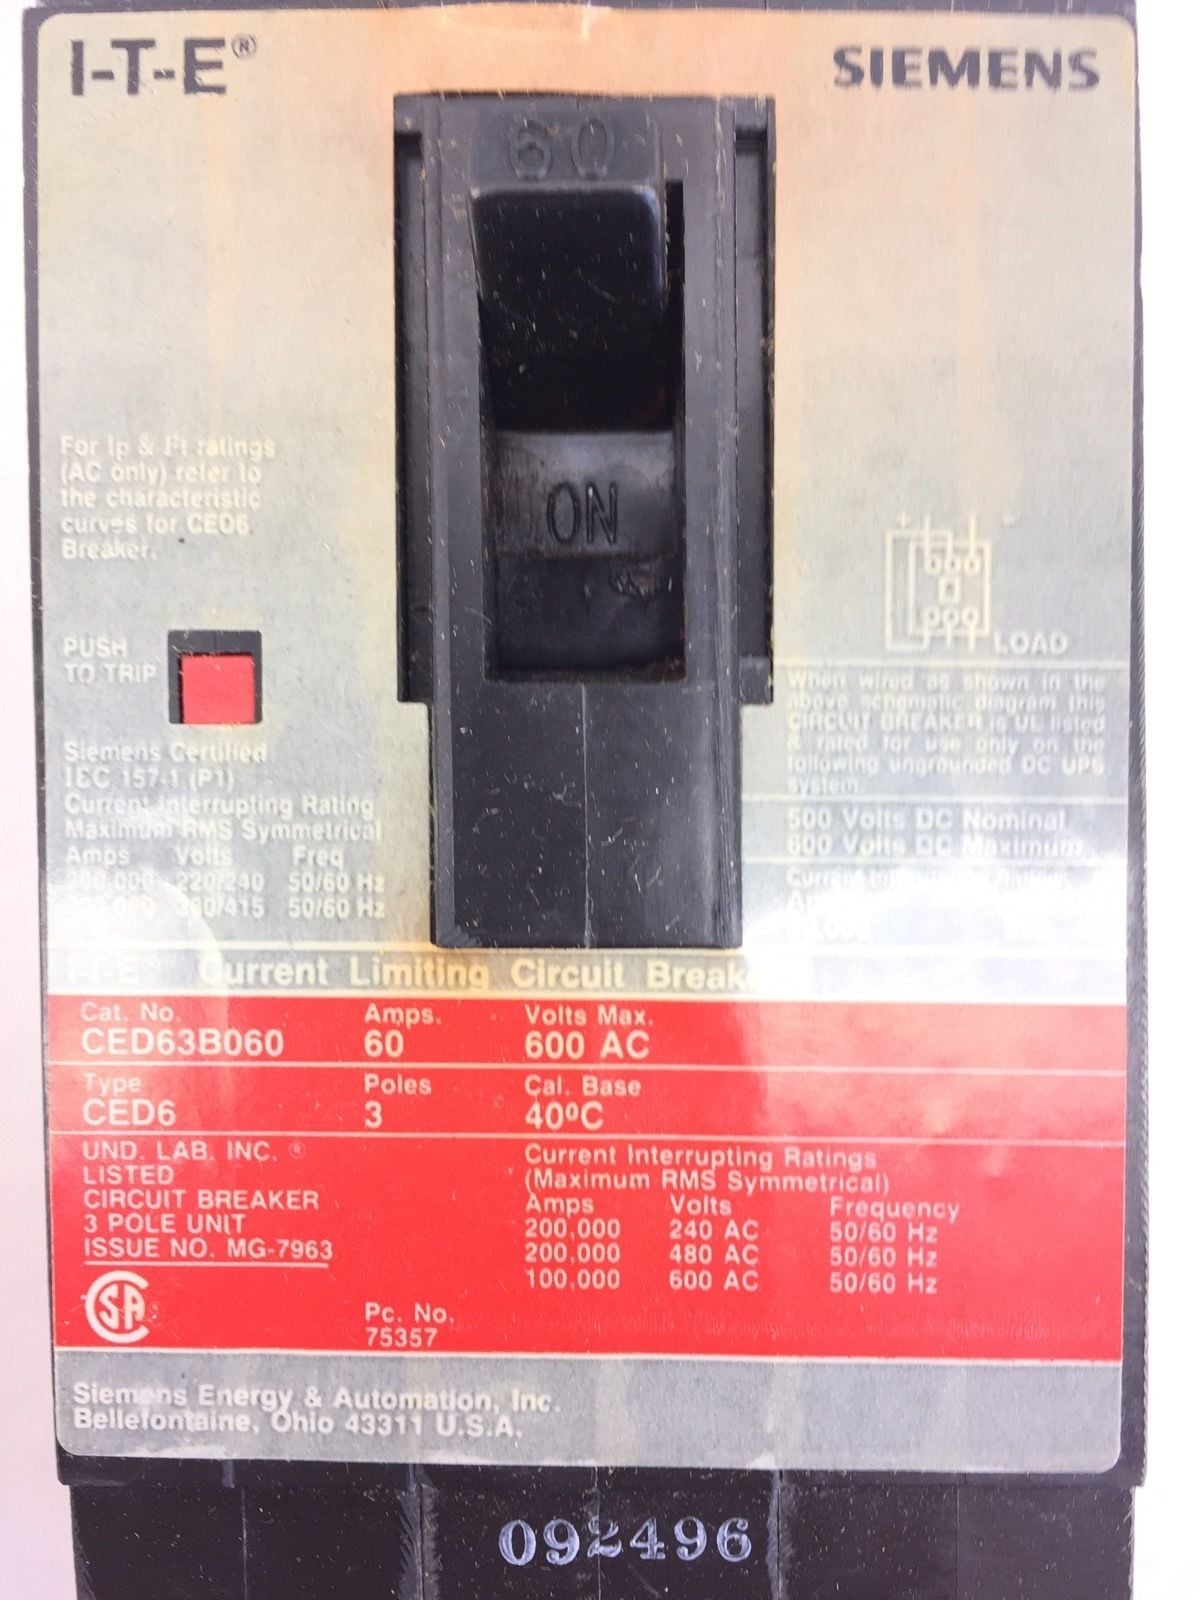 I-T-E®
SIEMENS
60
ON
For Ip & I²t ratings
(AC only) refer to
the characteristic
curves for CED6
Breaker.
PUSH
TO TRIP
+ -
LOAD
Siemens Certified
IEC 157-1 (P1)
Current Interrupting Rating
Maximum RMS Symmetrical
Amps Volts Freq
220/240 50/60 Hz
380/415 50/60 Hz
When wired as shown in the
above schematic diagram this
CIRCUIT BREAKER is UL listed
& rated for use only on the
following ungrounded DC UPS
system.
500 Volts DC Nominal
600 Volts DC Maximum
I-T-E Current Limiting Circuit
Cat. No. Amps. Volts Max.
CED63B060 60 600 AC
Type Poles Cal. Base
CED6 3 40ºC
UND. LAB. INC. ®
LISTED
CIRCUIT BREAKER
3 POLE UNIT
ISSUE NO. MG-7963
Current Interrupting Ratings
(Maximum RMS Symmetrical)
Amps Volts Frequency
200,000 240 AC 50/60 Hz
200,000 480 AC 50/60 Hz
100,000 600 AC 50/60 Hz
SA
Pc. No.
75357
Siemens Energy & Automation, Inc.
Bellefontaine, Ohio 43311 U.S.A.
092496